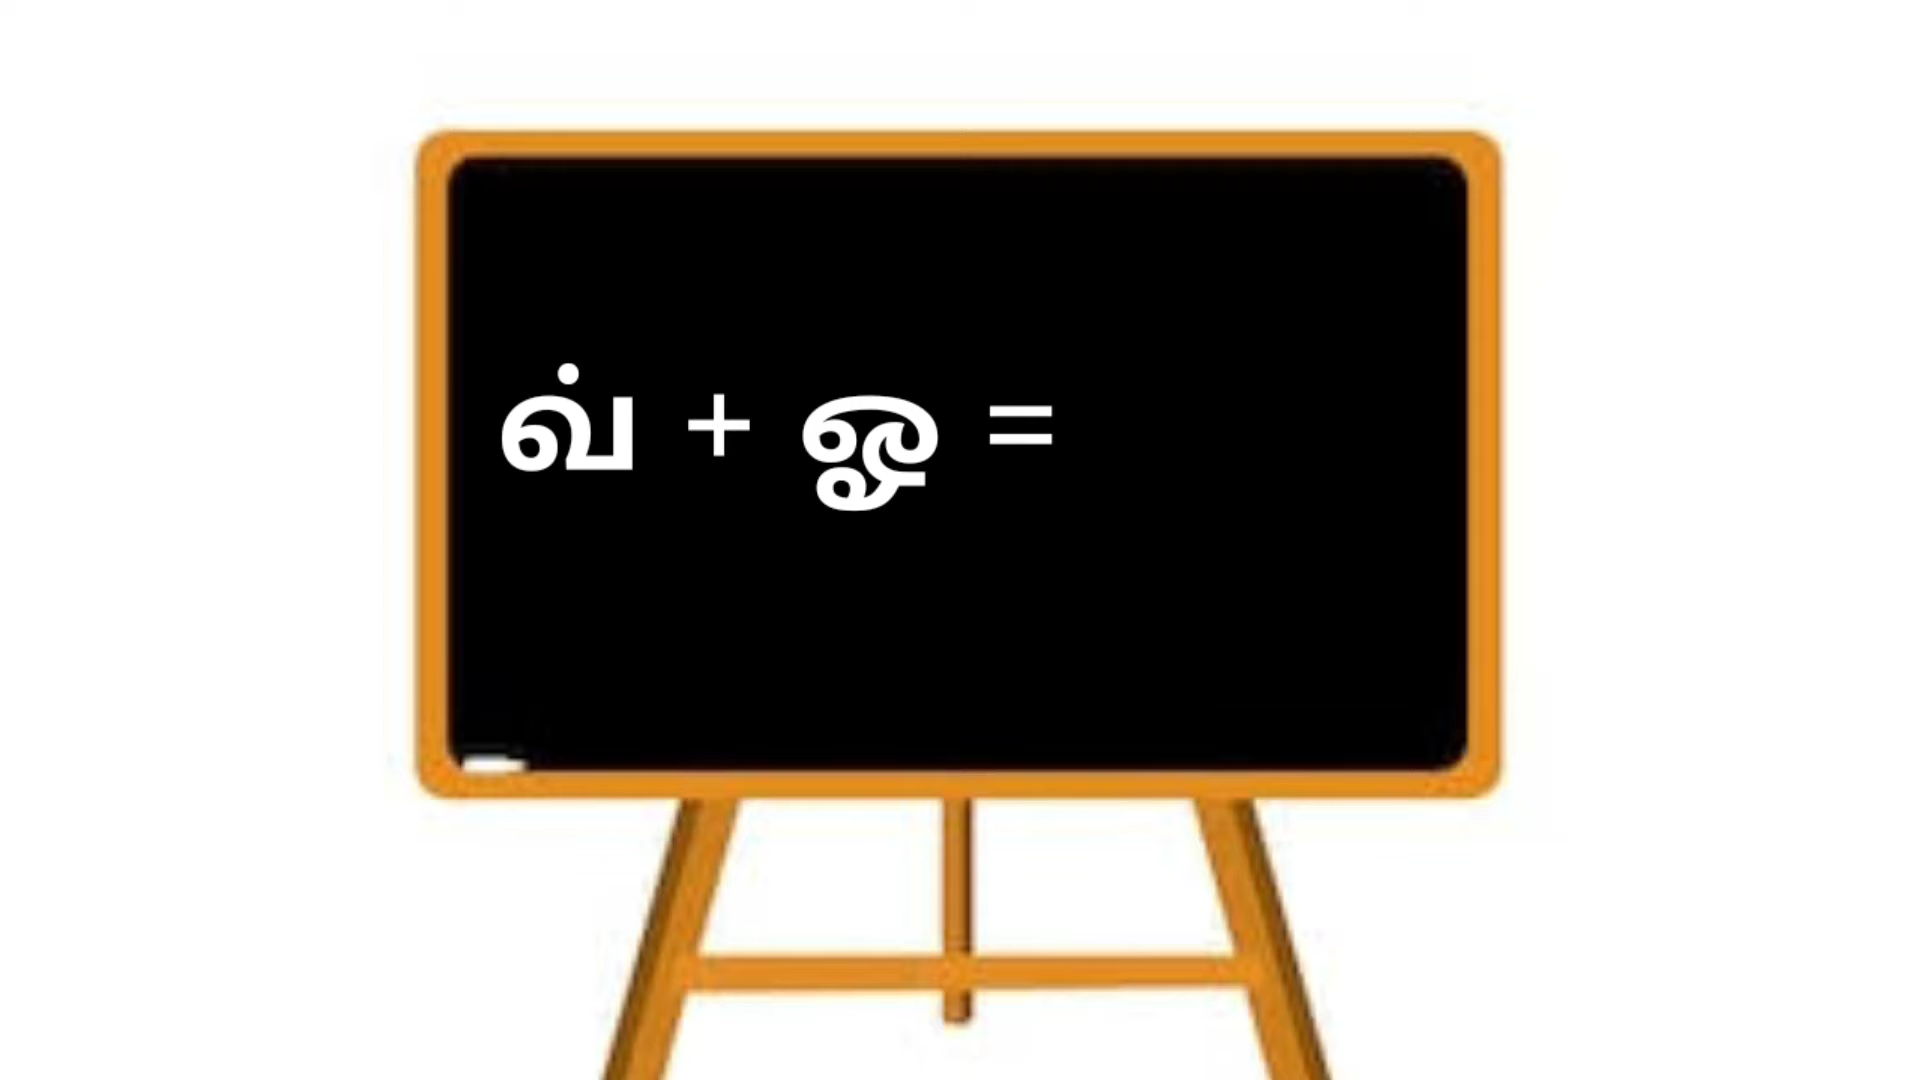 வ் + ஓ =